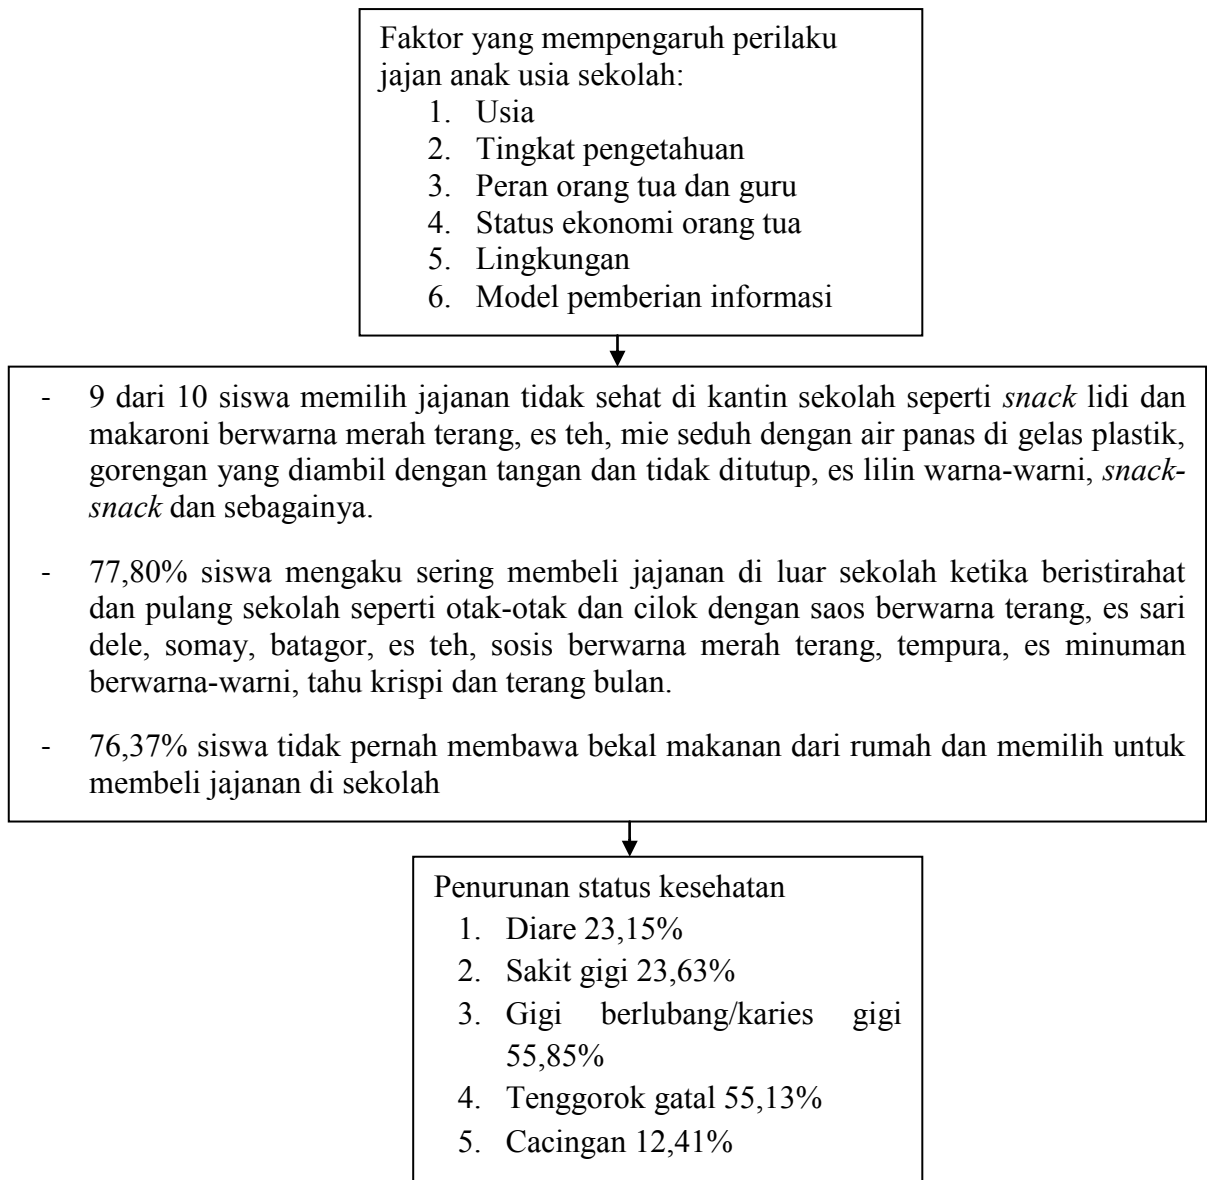 Faktor yang mempengaruh perilaku
jajan anak usia sekolah:
1. Usia
2. Tingkat pengetahuan
3. Peran orang tua dan guru
4. Status ekonomi orang tua
5. Lingkungan
6. Model pemberian informasi
- 9 dari 10 siswa memilih jajanan tidak sehat di kantin sekolah seperti snack lidi dan
makaroni berwarna merah terang, es teh, mie seduh dengan air panas di gelas plastik,
gorengan yang diambil dengan tangan dan tidak ditutup, es lilin warna-warni, snack-
snack dan sebagainya.
- 77,80% siswa mengaku sering membeli jajanan di luar sekolah ketika beristirahat
dan pulang sekolah seperti otak-otak dan cilok dengan saos berwarna terang, es sari
dele, somay, batagor, es teh, sosis berwarna merah terang, tempura, es minuman
berwarna-warni, tahu krispi dan terang bulan.
- 76,37% siswa tidak pernah membawa bekal makanan dari rumah dan memilih untuk
membeli jajanan di sekolah
Penurunan status kesehatan
1. Diare 23,15%
2. Sakit gigi 23,63%
3. Gigi berlubang/karies gigi
55,85%
4. Tenggorok gatal 55,13%
5. Cacingan 12,41%